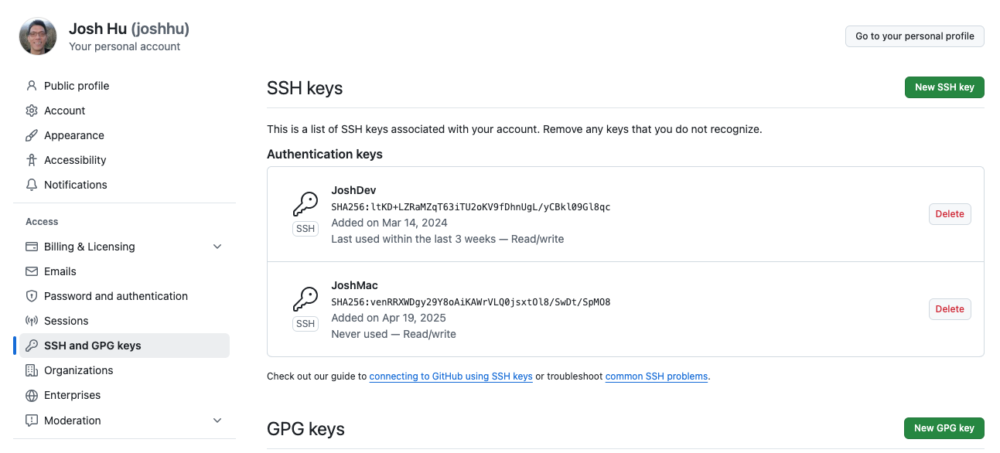 Josh Hu (joshhu)
Your personal account
Go to your personal profile
Public profile
Account
Appearance
Accessibility
Notifications
Access
Billing & Licensing
Emails
Password and authentication
Sessions
SSH and GPG keys
Organizations
Enterprises
Moderation
SSH keys
New SSH key
This is a list of SSH keys associated with your account. Remove any keys that you do not recognize.
Authentication keys
JoshDev
SHA256:ltKD+LZRaMZqT63iTU2oKV9fDhnUgL/yCBkl09Gl8qc
Added on Mar 14, 2024
Last used within the last 3 weeks — Read/write
SSH
Delete
JoshMac
SHA256:venRRXWDgy29Y8oAiKAWrVLQ0jsxtOl8/SwDt/SpMO8
Added on Apr 19, 2025
Never used — Read/write
SSH
Delete
Check out our guide to connecting to GitHub using SSH keys or troubleshoot common SSH problems.
GPG keys
New GPG key